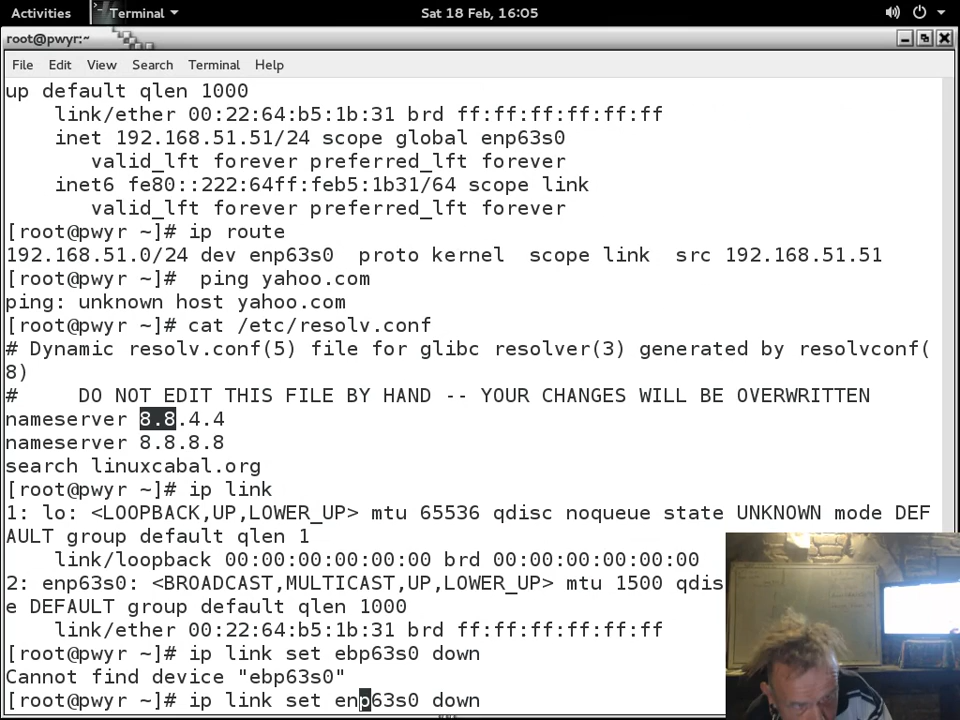 Activities
Terminal
Sat 18 Feb, 16:05
root@pwyr:~
File Edit View Search Terminal Help
up default qlen 1000
    link/ether 00:22:64:b5:1b:31 brd ff:ff:ff:ff:ff:ff
    inet 192.168.51.51/24 scope global enp63s0
       valid_lft forever preferred_lft forever
    inet6 fe80::222:64ff:feb5:1b31/64 scope link
       valid_lft forever preferred_lft forever
[root@pwyr ~]# ip route
192.168.51.0/24 dev enp63s0  proto kernel  scope link  src 192.168.51.51
[root@pwyr ~]#  ping yahoo.com
ping: unknown host yahoo.com
[root@pwyr ~]# cat /etc/resolv.conf
# Dynamic resolv.conf(5) file for glibc resolver(3) generated by resolvconf(
8)
#     DO NOT EDIT THIS FILE BY HAND -- YOUR CHANGES WILL BE OVERWRITTEN
nameserver 8.8.4.4
nameserver 8.8.8.8
search linuxcabal.org
[root@pwyr ~]# ip link
1: lo: <LOOPBACK,UP,LOWER_UP> mtu 65536 qdisc noqueue state UNKNOWN mode DEF
AULT group default qlen 1
    link/loopback 00:00:00:00:00:00 brd 00:00:00:00:00:00
2: enp63s0: <BROADCAST,MULTICAST,UP,LOWER_UP> mtu 1500 qdis
e DEFAULT group default qlen 1000
    link/ether 00:22:64:b5:1b:31 brd ff:ff:ff:ff:ff:ff
[root@pwyr ~]# ip link set ebp63s0 down
Cannot find device "ebp63s0"
[root@pwyr ~]# ip link set enp63s0 down